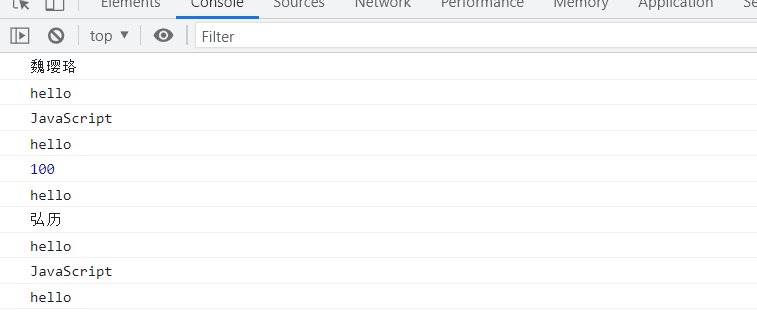 Elements Console Sources Network Performance Memory Application
top Filter
魏璎珞
hello
JavaScript
hello
100
hello
弘历
hello
JavaScript
hello